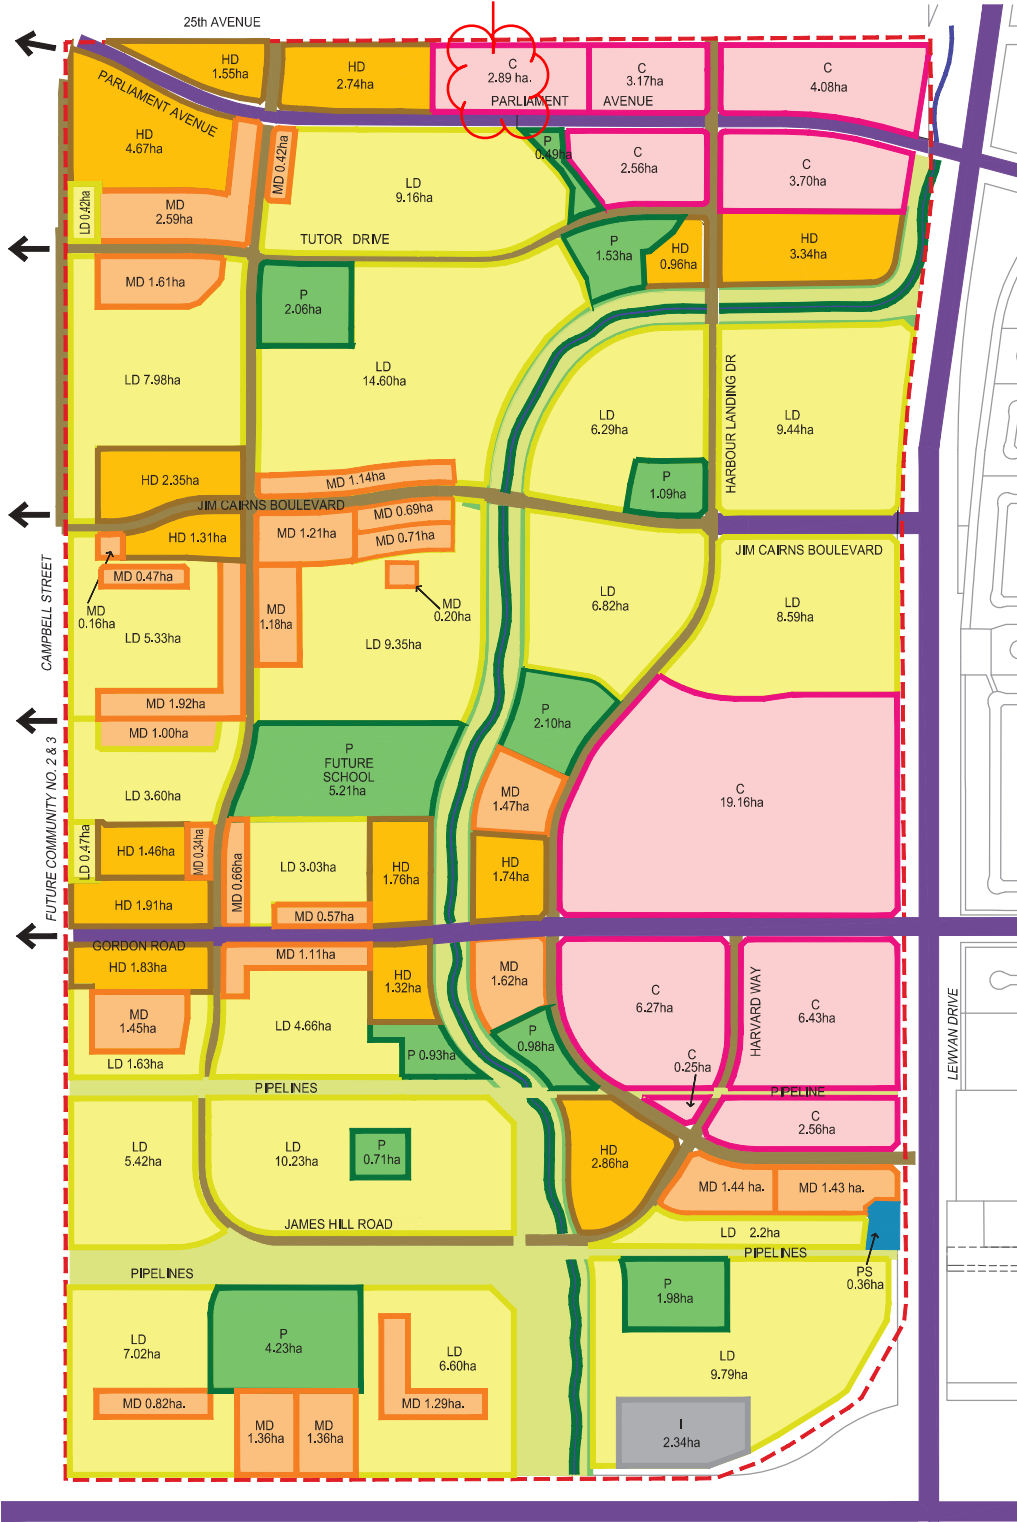 25th AVENUE
HD
1.55ha
HD
2.74ha
C
2.89 ha.
C
3.17ha
C
4.08ha
PARLIAMENT AVENUE
PARLIAMENT AVENUE
HD
4.67ha
MD 0.42ha
P
0.49ha
C
2.56ha
C
3.70ha
LD
9.16ha
LD 0.42ha
MD
2.59ha
TUTOR DRIVE
P
1.53ha
HD
0.96ha
HD
3.34ha
MD 1.61ha
P
2.06ha
LD 7.98ha
LD
14.60ha
LD
6.29ha
HARBOUR LANDING DR
LD
9.44ha
HD 2.35ha
MD 1.14ha
P
1.09ha
JIM CAIRNS BOULEVARD
MD 0.69ha
HD 1.31ha
MD 1.21ha
MD 0.71ha
JIM CAIRNS BOULEVARD
CAMPBELL STREET
MD 0.47ha
MD
0.16ha
MD
1.18ha
MD
0.20ha
LD
6.82ha
LD
8.59ha
LD 5.33ha
LD 9.35ha
MD 1.92ha
P
2.10ha
MD 1.00ha
FUTURE COMMUNITY NO. 2 & 3
P
FUTURE
SCHOOL
5.21ha
LD 3.60ha
MD
1.47ha
C
19.16ha
LD 0.47ha
HD 1.46ha
MD 0.34ha
MD 0.66ha
LD 3.03ha
HD
1.76ha
HD
1.74ha
HD 1.91ha
MD 0.57ha
GORDON ROAD
HD 1.83ha
MD 1.11ha
HD
1.32ha
MD
1.62ha
C
6.27ha
HARVARD WAY
C
6.43ha
LEWVAN DRIVE
MD
1.45ha
LD 4.66ha
LD 1.63ha
P 0.93ha
P
0.98ha
C
0.25ha
PIPELINES
PIPELINE
C
2.56ha
LD
5.42ha
LD
10.23ha
P
0.71ha
HD
2.86ha
MD 1.44 ha.
MD 1.43 ha.
JAMES HILL ROAD
LD 2.2ha
PIPELINES
PIPELINES
PS
0.36ha
P
1.98ha
LD
7.02ha
P
4.23ha
LD
6.60ha
LD
9.79ha
MD 0.82ha.
MD 1.29ha.
MD
1.36ha
MD
1.36ha
I
2.34ha